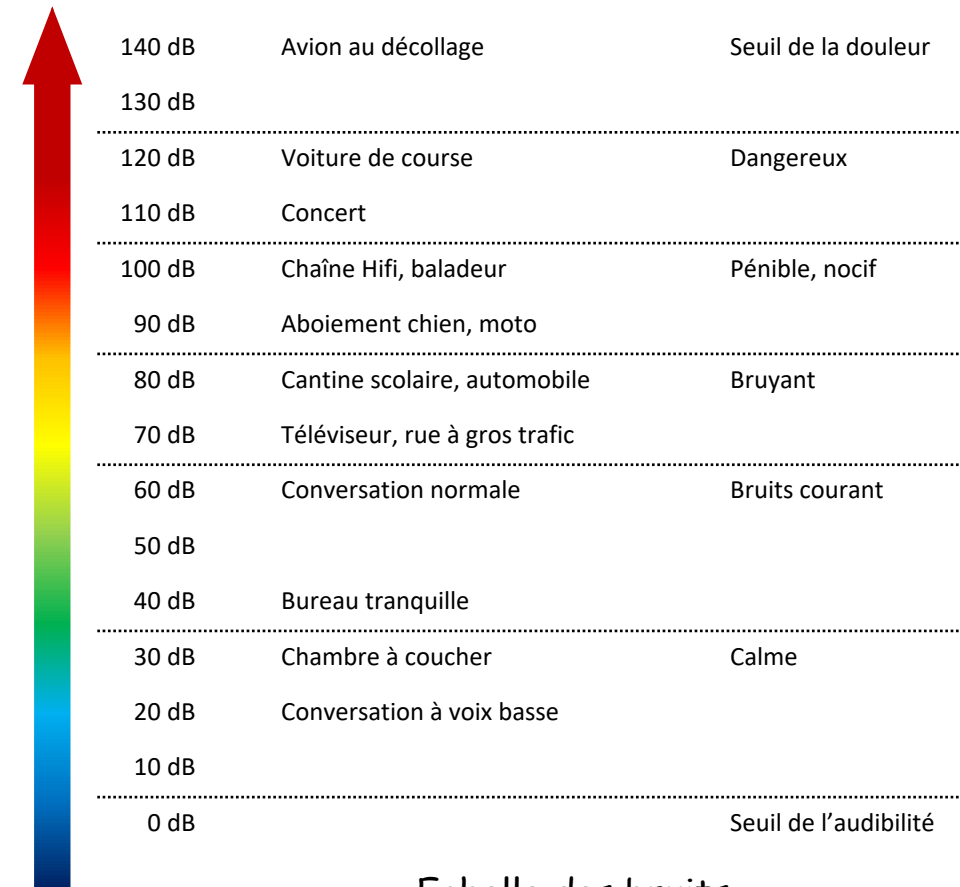 140 dB Avion au décollage Seuil de la douleur
130 dB
120 dB Voiture de course Dangereux
110 dB Concert
100 dB Chaîne Hifi, baladeur Pénible, nocif
90 dB Aboiement chien, moto
80 dB Cantine scolaire, automobile Bruyant
70 dB Téléviseur, rue à gros trafic
60 dB Conversation normale Bruits courant
50 dB
40 dB Bureau tranquille
30 dB Chambre à coucher Calme
20 dB Conversation à voix basse
10 dB
0 dB Seuil de l’audibilité
Echelle des bruits